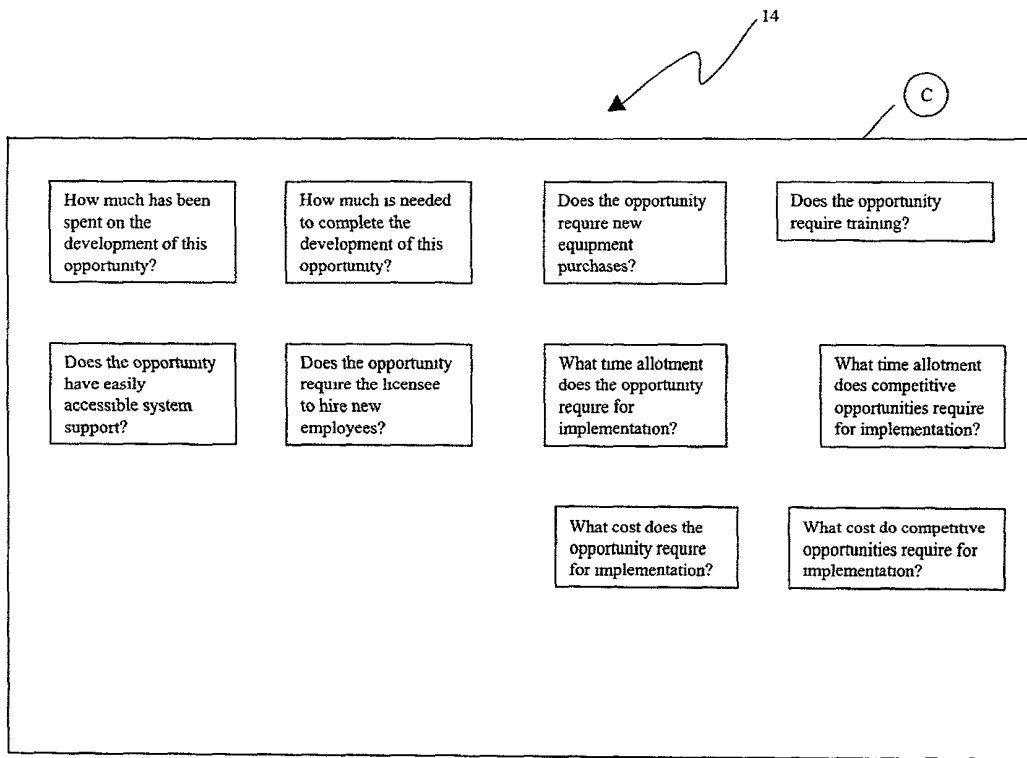 14
C
How much has been
spent on the
development of this
opportunity?
How much is needed
to complete the
development of this
opportunity?
Does the opportunity
require new
equipment
purchases?
Does the opportunity
require training?
Does the opportunity
have easily
accessible system
support?
Does the opportunity
require the licensee
to hire new
employees?
What time allotment
does the opportunity
require for
implementation?
What time allotment
does competitive
opportunities require
for implementation?
What cost does the
opportunity require
for implementation?
What cost do competitive
opportunities require for
implementation?